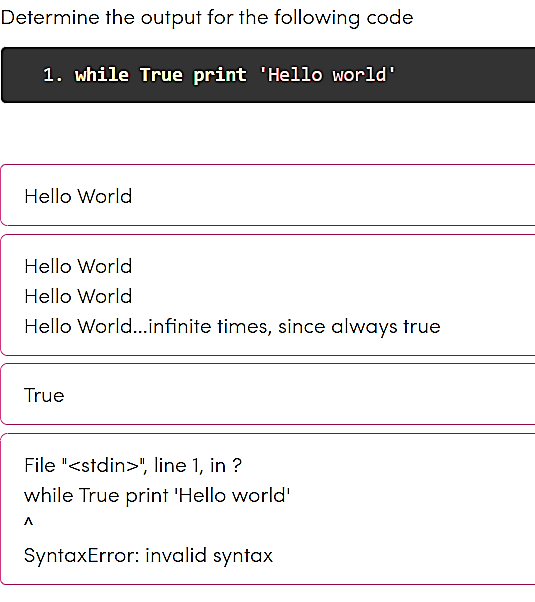 Determine the output for the following code
1. while True print 'Hello world'
Hello World
Hello World
Hello World
Hello World...infinite times, since always true
True
File "<stdin>", line 1, in ?
while True print 'Hello world'
^
SyntaxError: invalid syntax